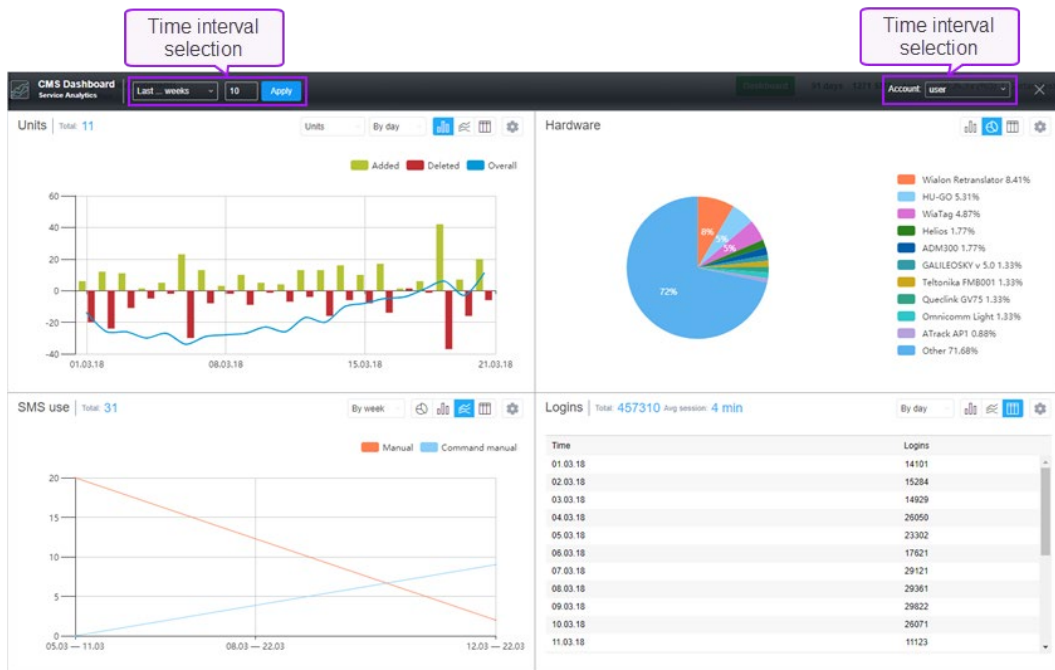 Time interval
selection
Time interval
selection
CMS Dashboard
Service Analytics
Last ... weeks
10
Apply
Dashboard
Account: user
Units Total: 11
Units
By day
Added Deleted Overall
60
40
20
0
-20
-40
01.03.18 08.03.18 15.03.18 21.03.18
Hardware
8%
5%
5%
72%
Wialon Retranslator 8.41%
HU-GO 5.31%
WiaTag 4.87%
Helios 1.77%
ADM300 1.77%
GALILEOSKY v 5.0 1.33%
Teltonika FMB001 1.33%
Queclink GV75 1.33%
Omnicomm Light 1.33%
ATrack AP1 0.88%
Other 71.68%
SMS use Total: 31
By week
Manual Command manual
20
15
10
5
0
05.03 — 11.03 08.03 — 22.03 12.03 — 22.03
Logins Total: 457310 Avg session: 4 min
By day
Time Logins
01.03.18 14101
02.03.18 15284
03.03.18 14929
04.03.18 26050
05.03.18 23302
06.03.18 17621
07.03.18 29121
08.03.18 29361
09.03.18 29822
10.03.18 26071
11.03.18 11123